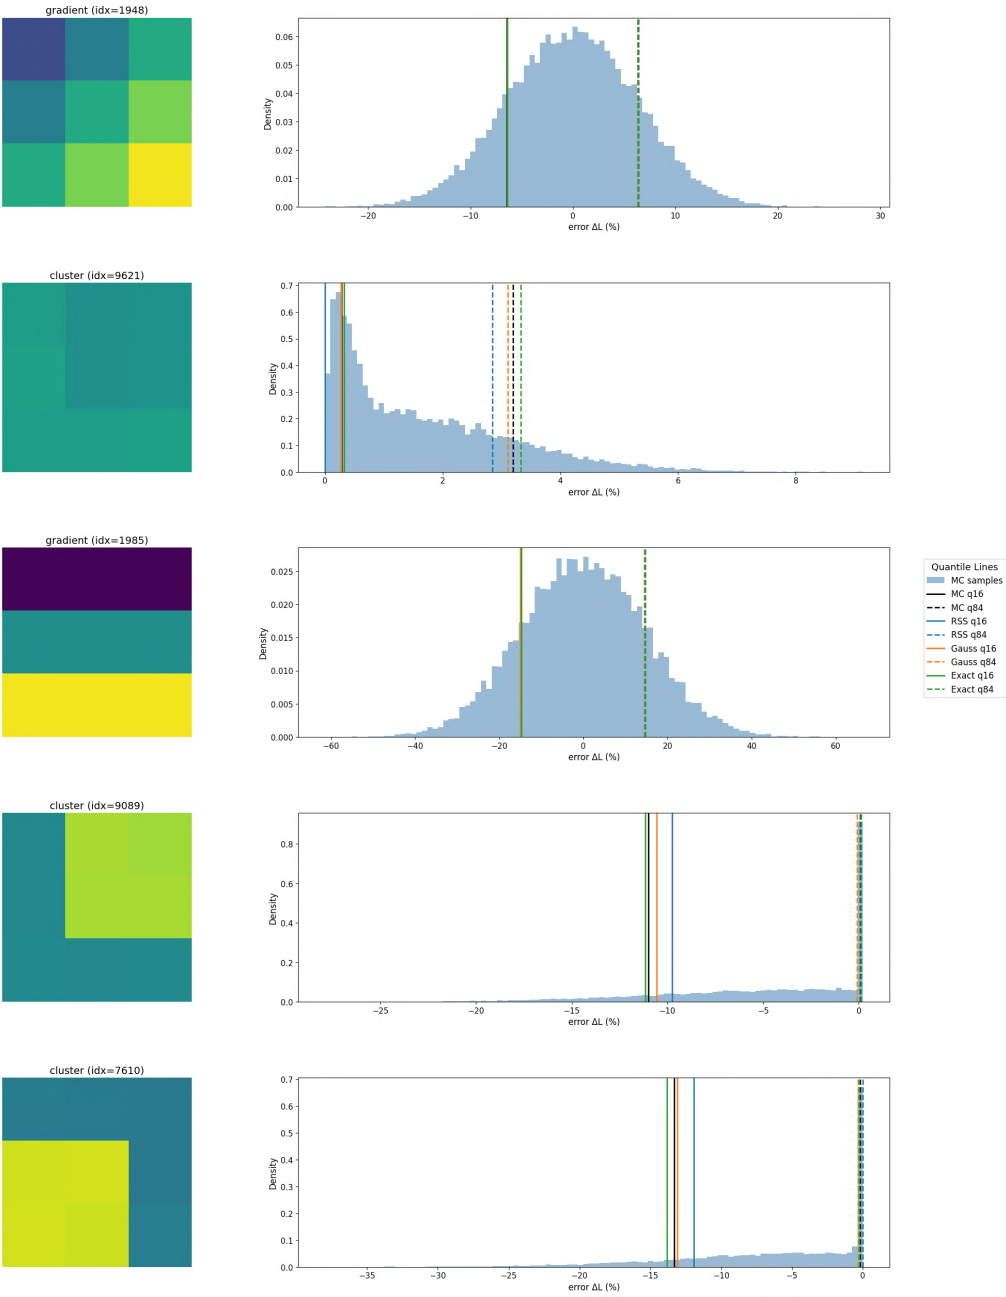 gradient (idx=1948)
0.06
0.05
0.04
0.03
0.02
0.01
0.00
Density
−20 −10 0 10 20 30
error ΔL (%)
cluster (idx=9621)
0.7
0.6
0.5
0.4
0.3
0.2
0.1
0.0
Density
0 2 4 6 8
error ΔL (%)
gradient (idx=1985)
0.025
0.020
0.015
0.010
0.005
0.000
Density
−60 −40 −20 0 20 40 60
error ΔL (%)
Quantile Lines
MC samples
MC q16
MC q84
RSS q16
RSS q84
Gauss q16
Gauss q84
Exact q16
Exact q84
cluster (idx=9089)
0.8
0.6
0.4
0.2
0.0
Density
−25 −20 −15 −10 −5 0
error ΔL (%)
cluster (idx=7610)
0.7
0.6
0.5
0.4
0.3
0.2
0.1
0.0
Density
−35 −30 −25 −20 −15 −10 −5 0
error ΔL (%)